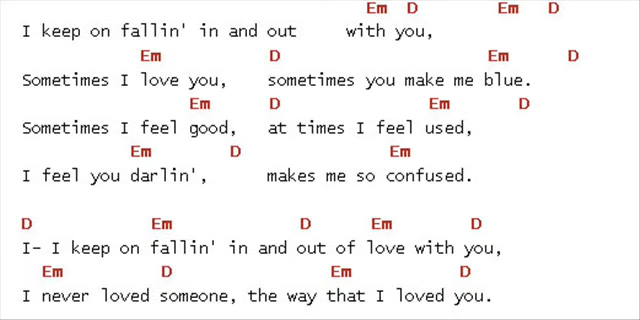 Em D Em D
I keep on fallin' in and out with you,
Em D Em D
Sometimes I love you, sometimes you make me blue.
Em D Em D
Sometimes I feel good, at times I feel used,
Em D Em
I feel you darlin', makes me so confused.
D Em D Em D
I- I keep on fallin' in and out of love with you,
Em D Em D
I never loved someone, the way that I loved you.